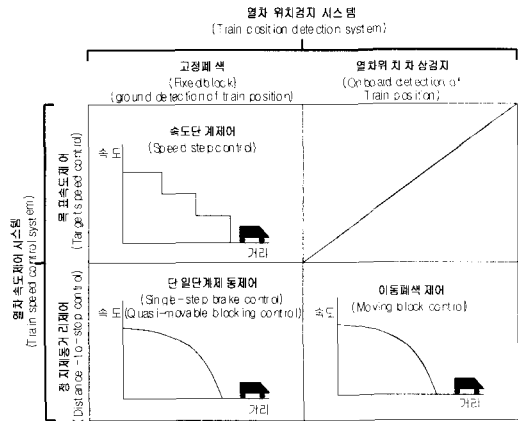 열차 위치검지 시스템
(Train position detection system)
고정폐색
(Fixed block)
(ground detection of train position)
열차위치 차상검지
(Onboard detection of
Train position)
열차 속도제어 시스템
(Train speed control system)
목표속도제어
(Target speed control)
속도단계제어
(Speed step control)
속도
거리
정지제동거리제어
(Distance-to-stop control)
단일단계제동제어
(Single-step brake control)
(Quasi-movable blocking control)
속도
거리
이동폐색 제어
(Moving block control)
속도
거리